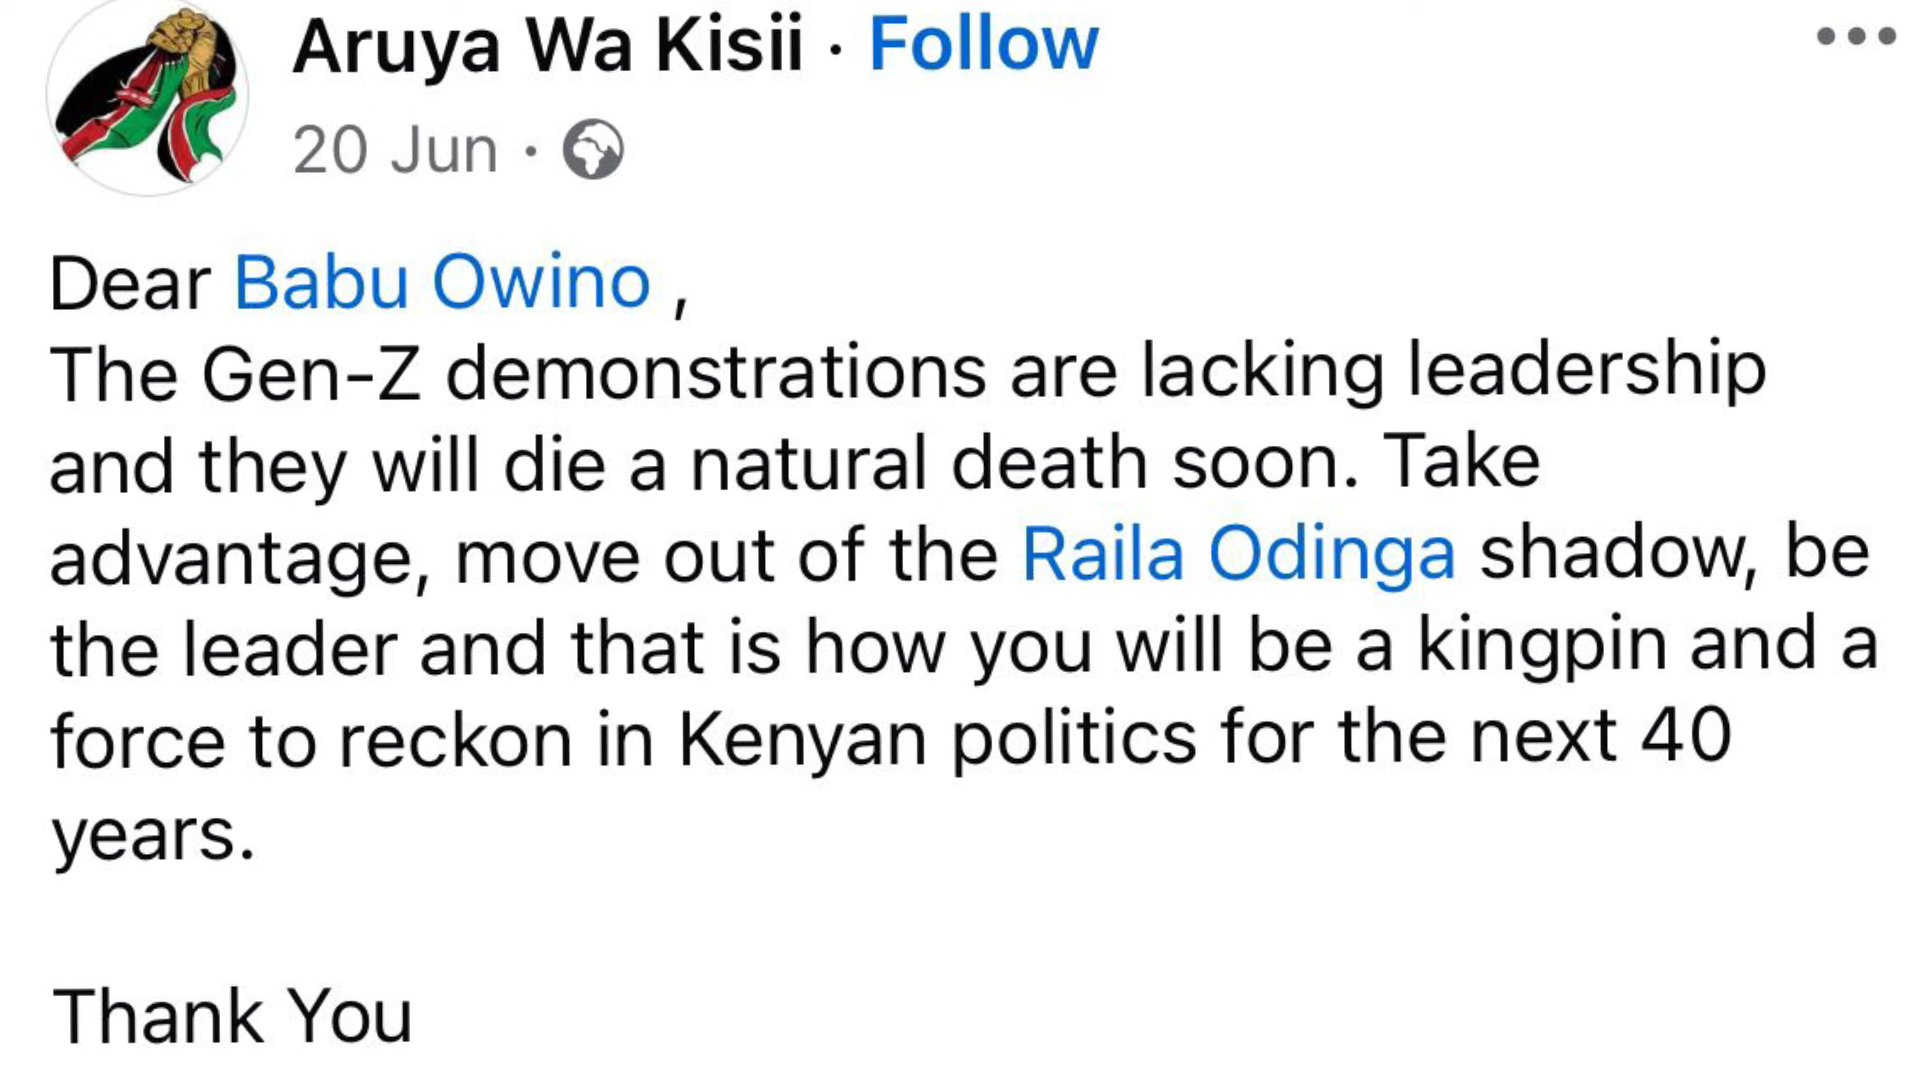 Aruya Wa Kisii · Follow
20 Jun ·
Dear Babu Owino ,
The Gen-Z demonstrations are lacking leadership
and they will die a natural death soon. Take
advantage, move out of the Raila Odinga shadow, be
the leader and that is how you will be a kingpin and a
force to reckon in Kenyan politics for the next 40
years.
Thank You